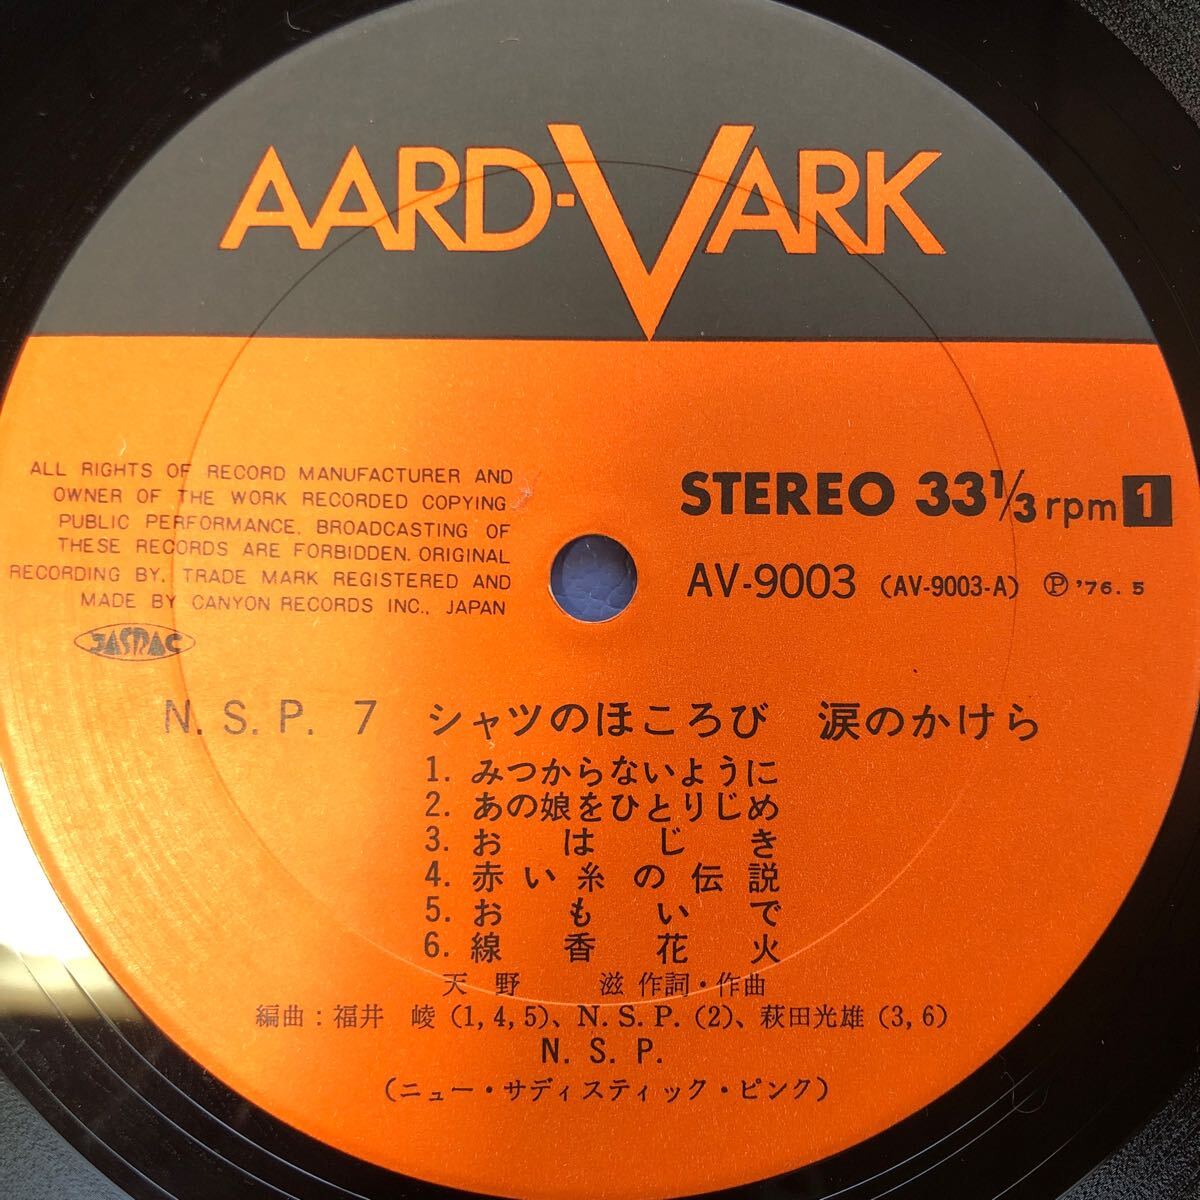 AARD-VARK
ALL RIGHTS OF RECORD MANUFACTURER AND
OWNER OF THE WORK RECORDED COPYING
PUBLIC PERFORMANCE, BROADCASTING OF
THESE RECORDS ARE FORBIDDEN. ORIGINAL
RECORDING BY, TRADE MARK REGISTERED AND
MADE BY CANYON RECORDS INC., JAPAN
JASRAC
STEREO 33 1/3 rpm 1
AV-9003 (AV-9003-A) Ⓟ '76. 5
N. S. P. 7 シャツのほころび 涙のかけら
1. みつからないように
2. あの娘をひとりじめ
3. おはじき
4. 赤い糸の伝説
5. おもいで
6. 線香花火
天野 滋 作詞・作曲
編曲：福井 崚 (1, 4, 5)、N. S. P. (2)、萩田光雄 (3, 6)
N. S. P.
(ニュー・サディスティック・ピンク)